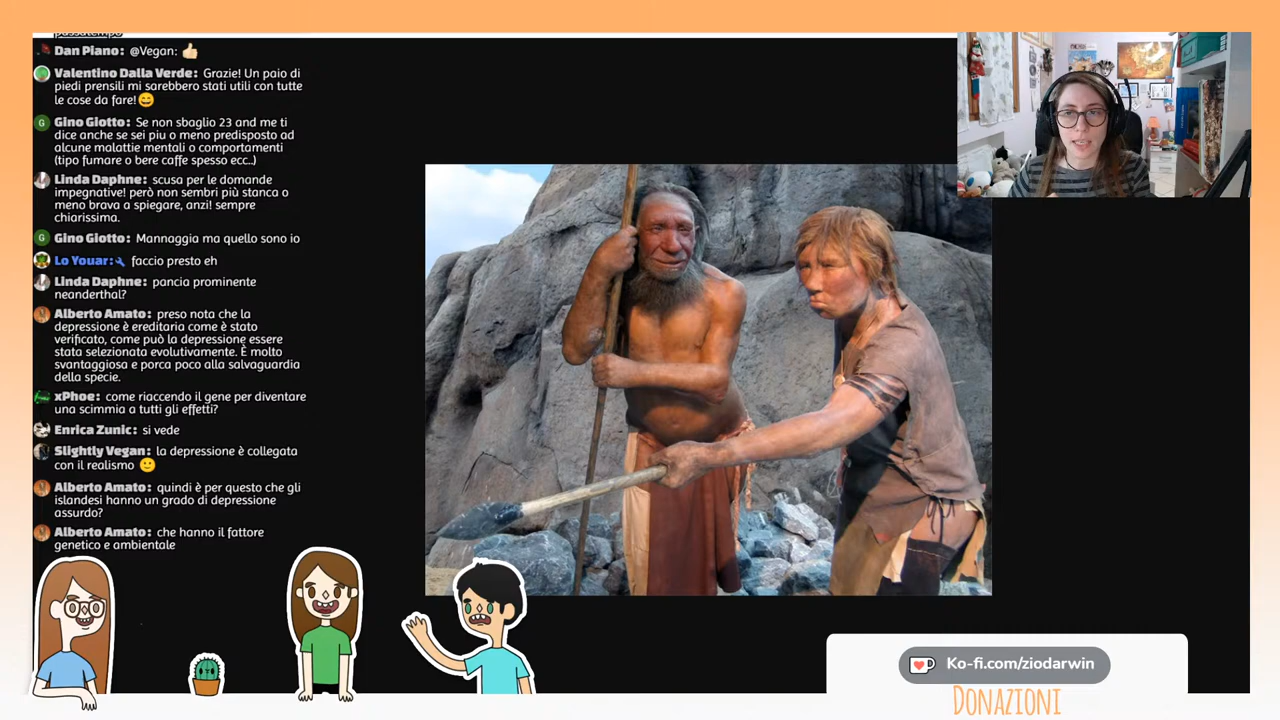 passatempo
Dan Piano: @Vegan: 👍🏻
Valentino Dalla Verde: Grazie! Un paio di
piedi prensili mi sarebbero stati utili con tutte
le cose da fare!😄
Gino Giotto: Se non sbaglio 23 and me ti
dice anche se sei piu o meno predisposto ad
alcune malattie mentali o comportamenti
(tipo fumare o bere caffe spesso ecc..)
Linda Daphne: scusa per le domande
impegnative! però non sembri più stanca o
meno brava a spiegare, anzi! sempre
chiarissima.
Gino Giotto: Mannaggia ma quello sono io
Lo Youar: faccio presto eh
Linda Daphne: pancia prominente
neanderthal?
Alberto Amato: preso nota che la
depressione è ereditaria come è stato
verificato, come può la depressione essere
stata selezionata evolutivamente. È molto
svantaggiosa e porca poco alla salvaguardia
della specie.
xPhoe: come riaccendo il gene per diventare
una scimmia a tutti gli effetti?
Enrica Zunic: si vede
Slightly Vegan: la depressione è collegata
con il realismo 🙂
Alberto Amato: quindi è per questo che gli
islandesi hanno un grado di depressione
assurdo?
Alberto Amato: che hanno il fattore
genetico e ambientale
Ko-fi.com/ziodarwin
Donazioni